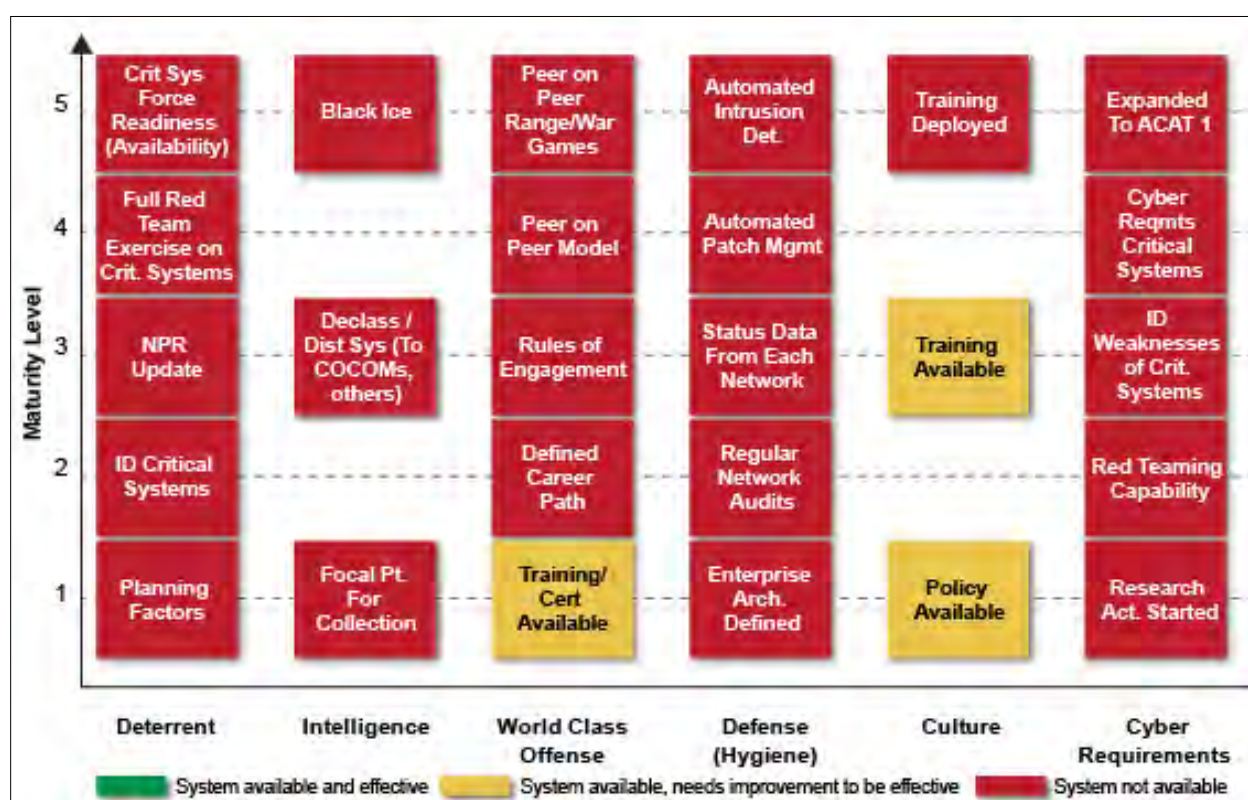 Maturity Level
5
Crit Sys
Force
Readiness
(Availability)
Black Ice
Peer on
Peer
Range/War
Games
Automated
Intrusion
Det.
Training
Deployed
Expanded
To ACAT 1
4
Full Red
Team
Exercise on
Crit. Systems
Peer on
Peer Model
Automated
Patch Mgmt
Cyber
Reqmts
Critical
Systems
3
NPR
Update
Declass /
Dist Sys (To
COCOMs,
others)
Rules of
Engagement
Status Data
From Each
Network
Training
Available
ID
Weaknesses
of Crit.
Systems
2
ID Critical
Systems
Defined
Career
Path
Regular
Network
Audits
Red Teaming
Capability
1
Planning
Factors
Focal Pt.
For
Collection
Training/
Cert
Available
Enterprise
Arch.
Defined
Policy
Available
Research
Act. Started
Deterrent
Intelligence
World Class
Offense
Defense
(Hygiene)
Culture
Cyber
Requirements
System available and effective
System available, needs improvement to be effective
System not available